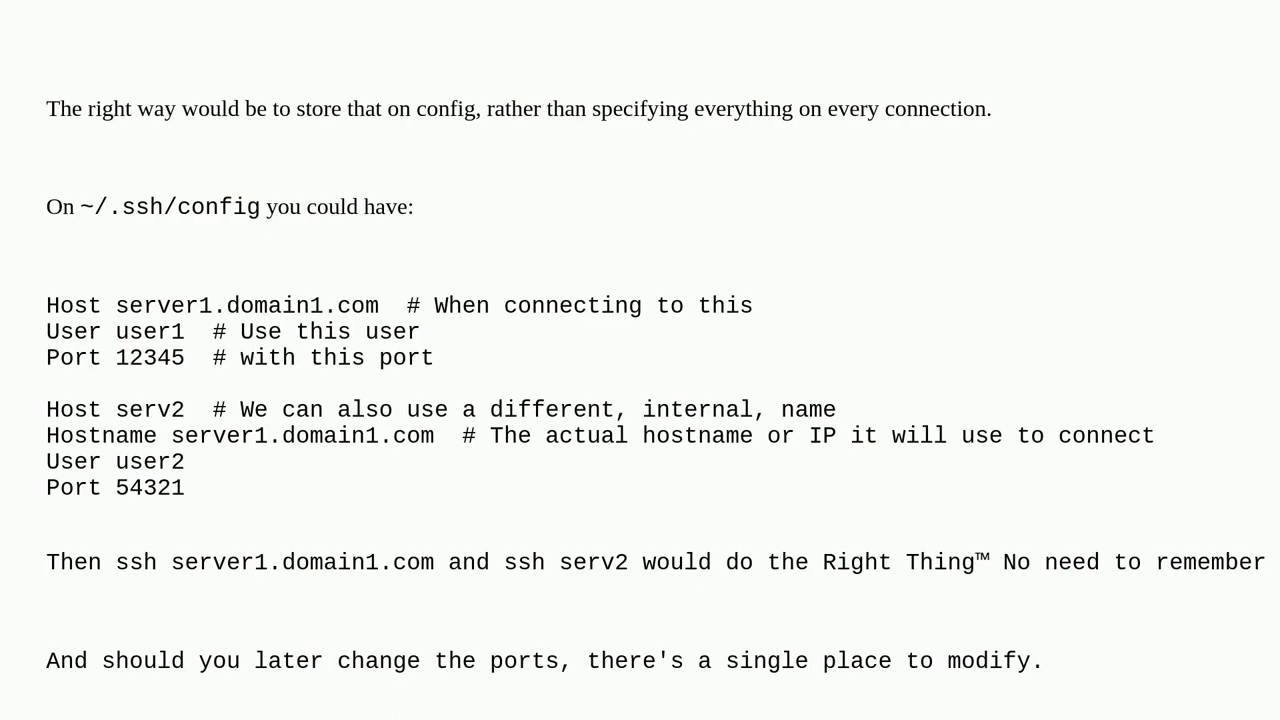 The right way would be to store that on config, rather than specifying everything on every connection.
On ~/.ssh/config you could have:
Host server1.domain1.com  # When connecting to this
User user1  # Use this user
Port 12345  # with this port
Host serv2  # We can also use a different, internal, name
Hostname server1.domain1.com  # The actual hostname or IP it will use to connect
User user2
Port 54321
Then ssh server1.domain1.com and ssh serv2 would do the Right Thing™ No need to remember
And should you later change the ports, there's a single place to modify.